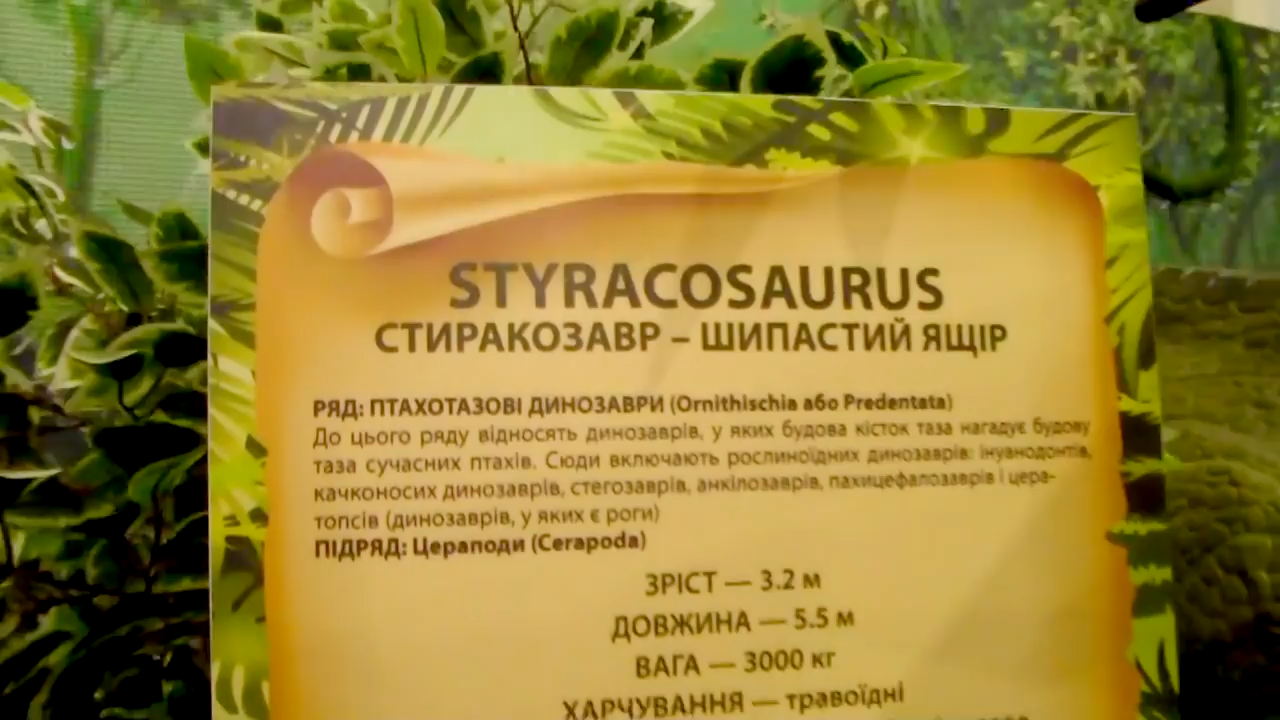 STYRACOSAURUS
СТИРАКОЗАВР – ШИПАСТИЙ ЯЩІР
РЯД: ПТАХОТАЗОВІ ДИНОЗАВРИ (Ornithischia або Predentata)
До цього ряду відносять динозаврів, у яких будова кісток таза нагадує будову
таза сучасних птахів. Сюди включають рослиноїдних динозаврів: ігуанодонтів,
качконосих динозаврів, стегозаврів, анкілозаврів, пахицефалозаврів і цера-
топсів (динозаврів, у яких є роги)
ПІДРЯД: Цераподи (Cerapoda)
ЗРІСТ — 3.2 м
ДОВЖИНА — 5.5 м
ВАГА — 3000 кг
ХАРЧУВАННЯ — травоїдні